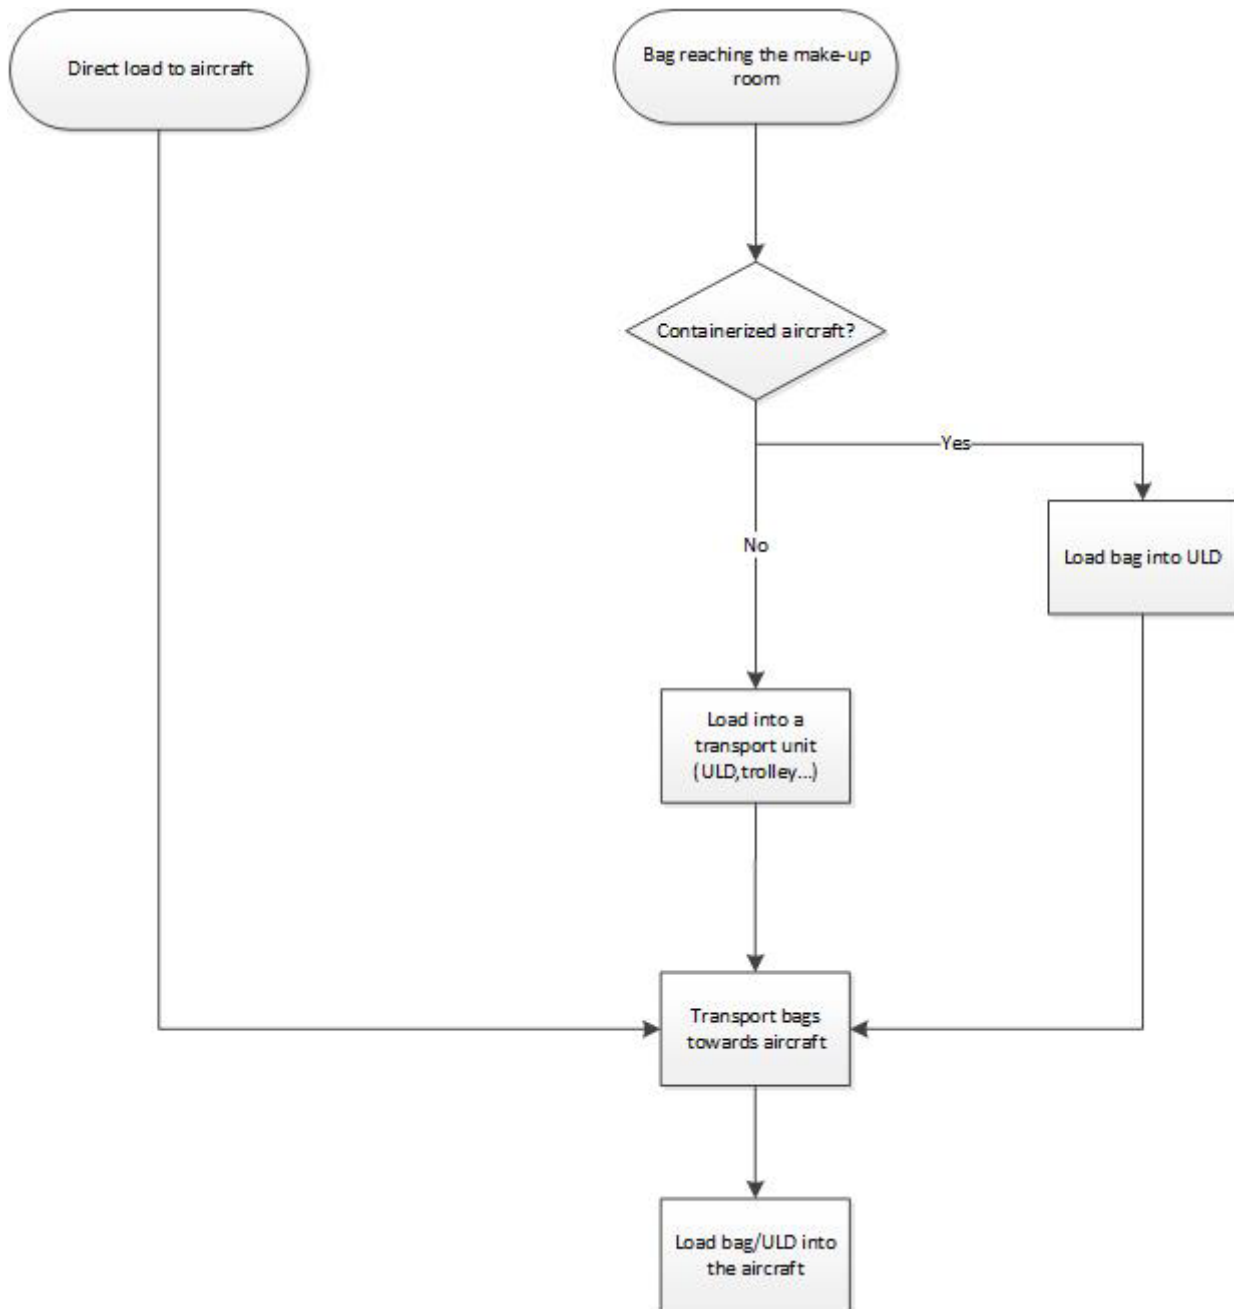 Direct load to aircraft
Bag reaching the make-up
room
Containerized aircraft?
Yes
No
Load bag into ULD
Load into a
transport unit
(ULD,trolley...)
Transport bags
towards aircraft
Load bag/ULD into
the aircraft